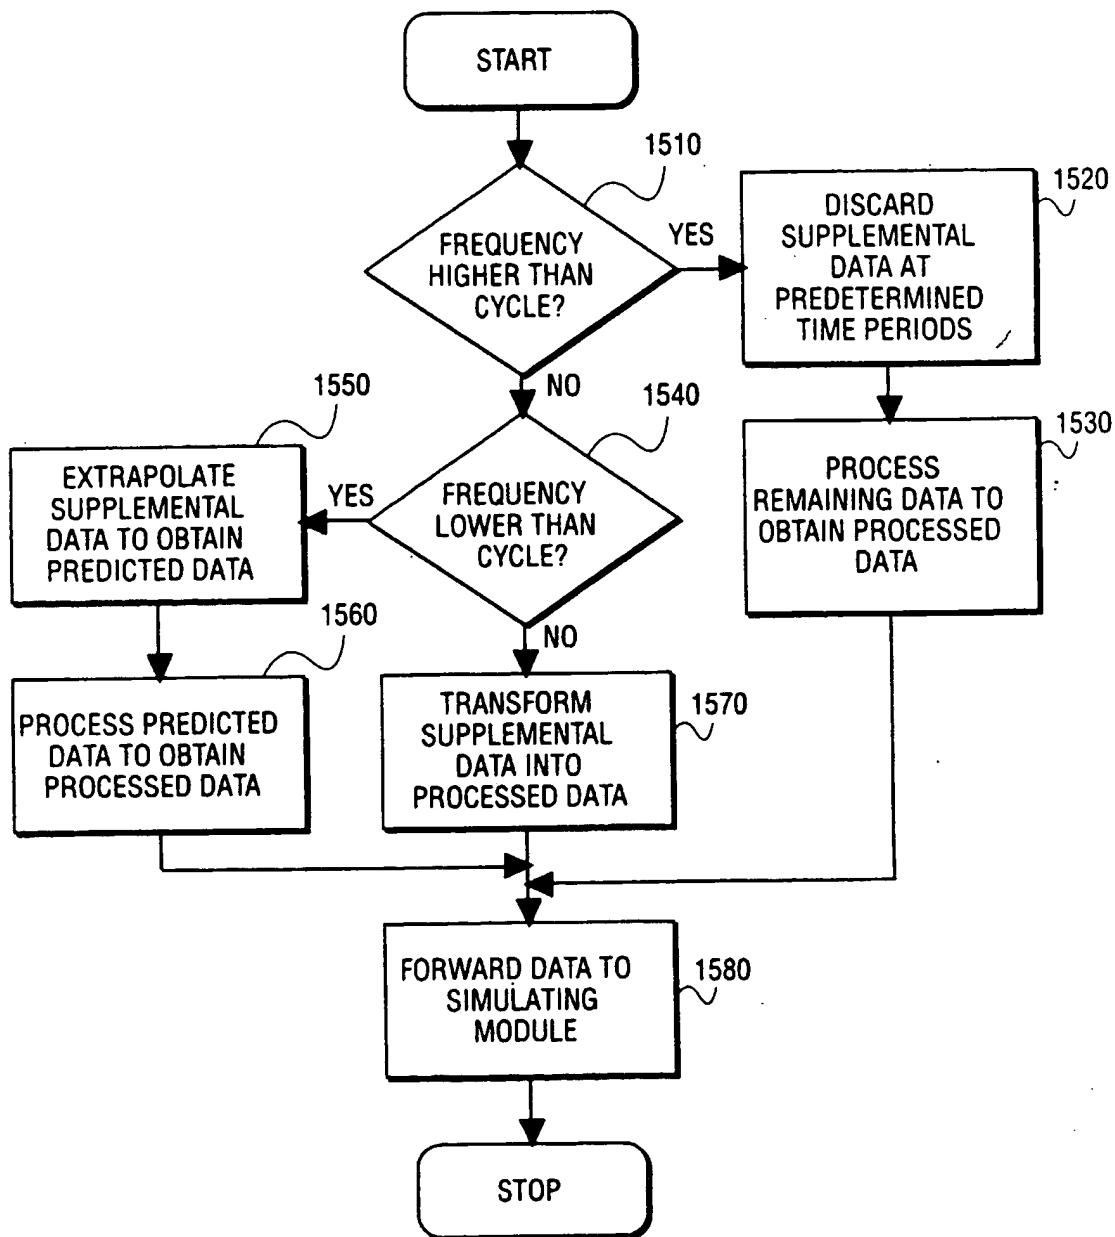 START
1510
FREQUENCY
HIGHER THAN
CYCLE?
YES
1520
DISCARD
SUPPLEMENTAL
DATA AT
PREDETERMINED
TIME PERIODS
NO
1530
PROCESS
REMAINING DATA TO
OBTAIN PROCESSED
DATA
1540
FREQUENCY
LOWER THAN
CYCLE?
YES
1550
EXTRAPOLATE
SUPPLEMENTAL
DATA TO OBTAIN
PREDICTED DATA
1560
PROCESS PREDICTED
DATA TO OBTAIN
PROCESSED DATA
NO
1570
TRANSFORM
SUPPLEMENTAL
DATA INTO
PROCESSED DATA
1580
FORWARD DATA TO
SIMULATING
MODULE
STOP